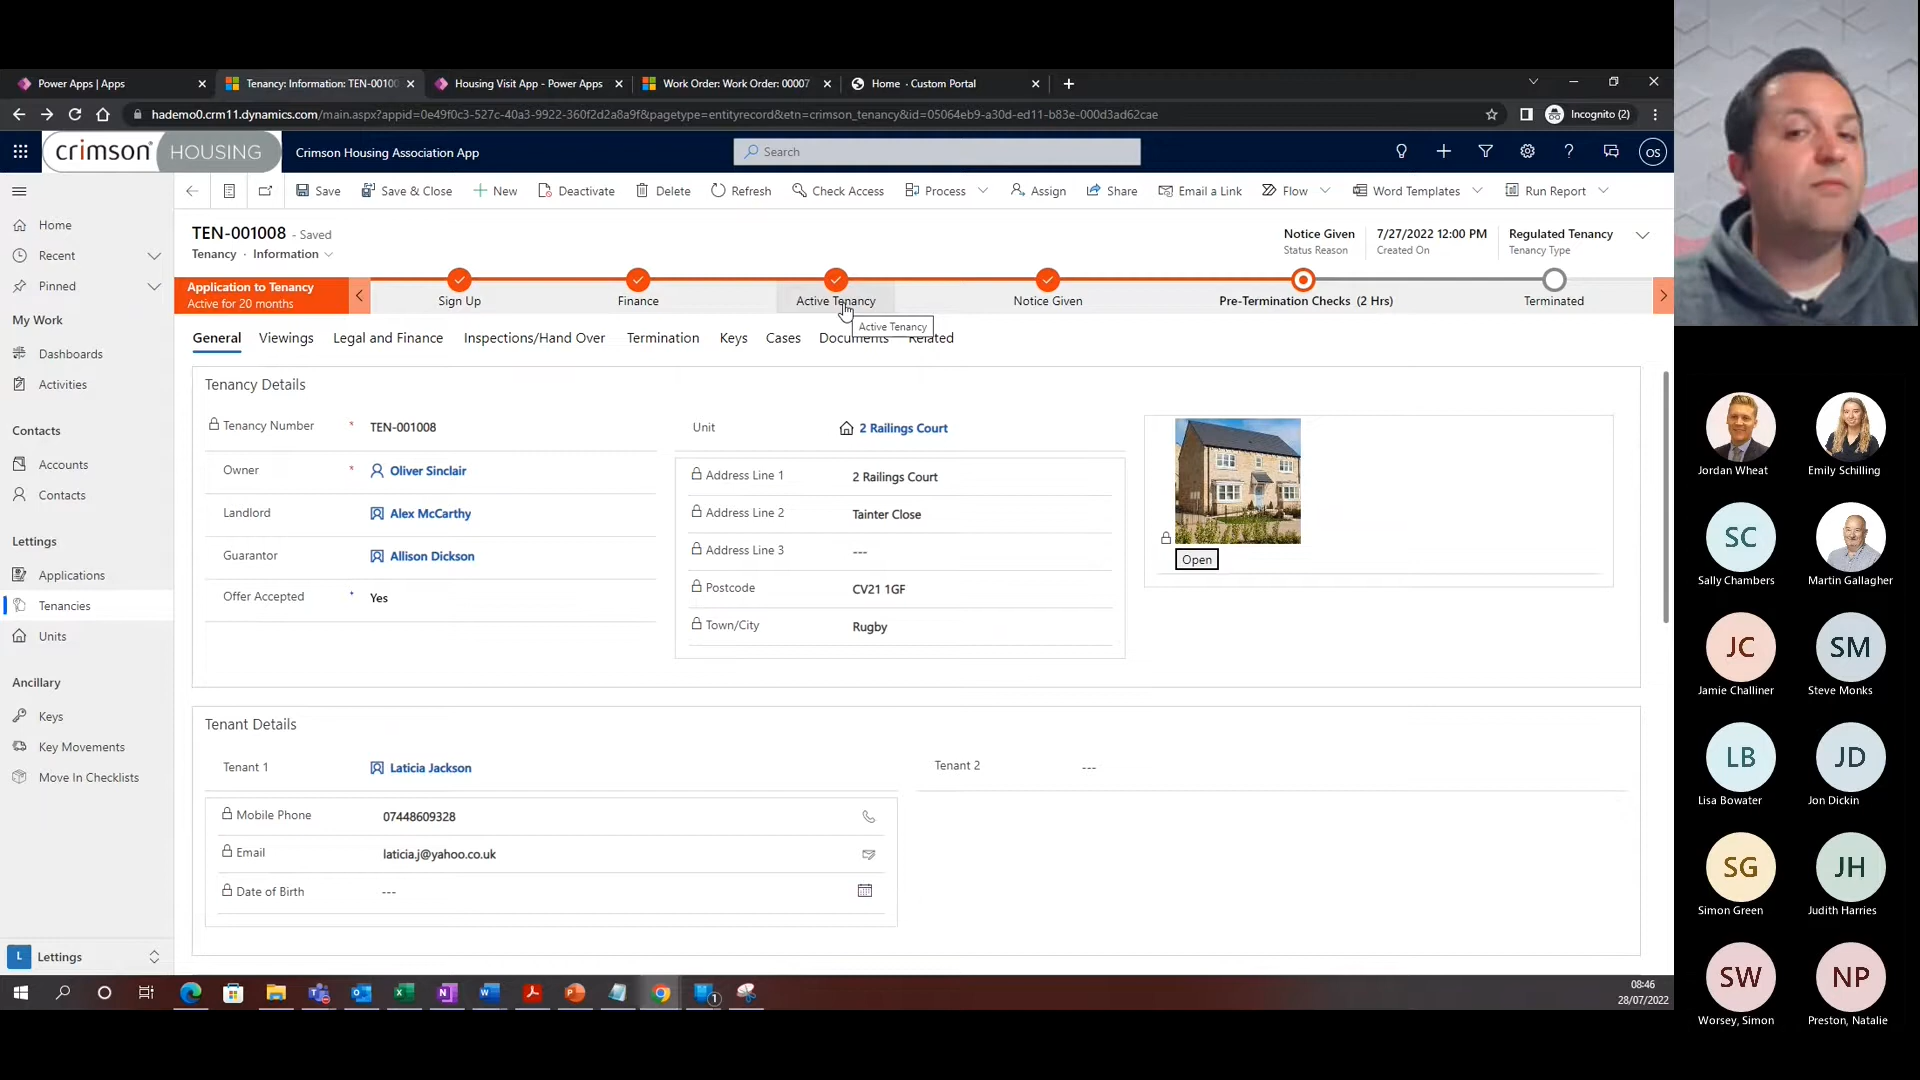 Power Apps | Apps
Tenancy: Information: TEN-00100
Housing Visit App - Power Apps
Work Order: Work Order: 00007
Home · Custom Portal
hademo0.crm11.dynamics.com/main.aspx?appid=0e49f0c3-527c-40a3-9922-360f2d2a8a9f&pagetype=entityrecord&etn=crimson_tenancy&id=05064eb9-a30d-ed11-b83e-000d3ad62cae
Incognito (2)
crimson HOUSING
Crimson Housing Association App
Search
OS
Save
Save & Close
New
Deactivate
Delete
Refresh
Check Access
Process
Assign
Share
Email a Link
Flow
Word Templates
Run Report
Home
Recent
Pinned
My Work
Dashboards
Activities
Contacts
Accounts
Contacts
Lettings
Applications
Tenancies
Units
Ancillary
Keys
Key Movements
Move In Checklists
L Lettings
TEN-001008 - Saved
Tenancy · Information
Notice Given
Status Reason
7/27/2022 12:00 PM
Created On
Regulated Tenancy
Tenancy Type
Application to Tenancy
Active for 20 months
Sign Up
Finance
Active Tenancy
Notice Given
Pre-Termination Checks (2 Hrs)
Terminated
Active Tenancy
General
Viewings
Legal and Finance
Inspections/Hand Over
Termination
Keys
Cases
Documents
Related
Tenancy Details
Tenancy Number * TEN-001008
Owner * Oliver Sinclair
Landlord Alex McCarthy
Guarantor Allison Dickson
Offer Accepted * Yes
Unit 2 Railings Court
Address Line 1 2 Railings Court
Address Line 2 Tainter Close
Address Line 3 ---
Postcode CV21 1GF
Town/City Rugby
Open
Tenant Details
Tenant 1 Laticia Jackson
Tenant 2 ---
Mobile Phone 07448609328
Email laticia.j@yahoo.co.uk
Date of Birth ---
08:46
28/07/2022
Jordan Wheat
Emily Schilling
SC
Sally Chambers
Martin Gallagher
JC
Jamie Challiner
SM
Steve Monks
LB
Lisa Bowater
JD
Jon Dickin
SG
Simon Green
JH
Judith Harries
SW
Worsey, Simon
NP
Preston, Natalie